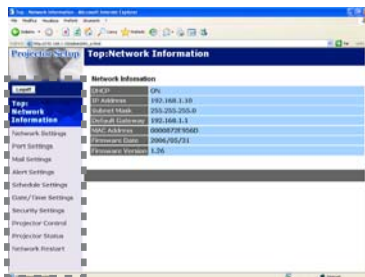 Top: Network Information - Microsoft Internet Explorer
Projector Setup
Top:Network Information
Logoff
Top:
Network
Information
Network Settings
Port Settings
Mail Settings
Alert Settings
Schedule Settings
Date/Time Settings
Security Settings
Projector Control
Projector Status
Network Restart
Network Information
DHCP ON
IP Address 192.168.1.10
Subnet Mask 255.255.255.0
Default Gateway 192.168.1.1
MAC Address
Firmware Date 2006/05/31
Firmware Version 1.26